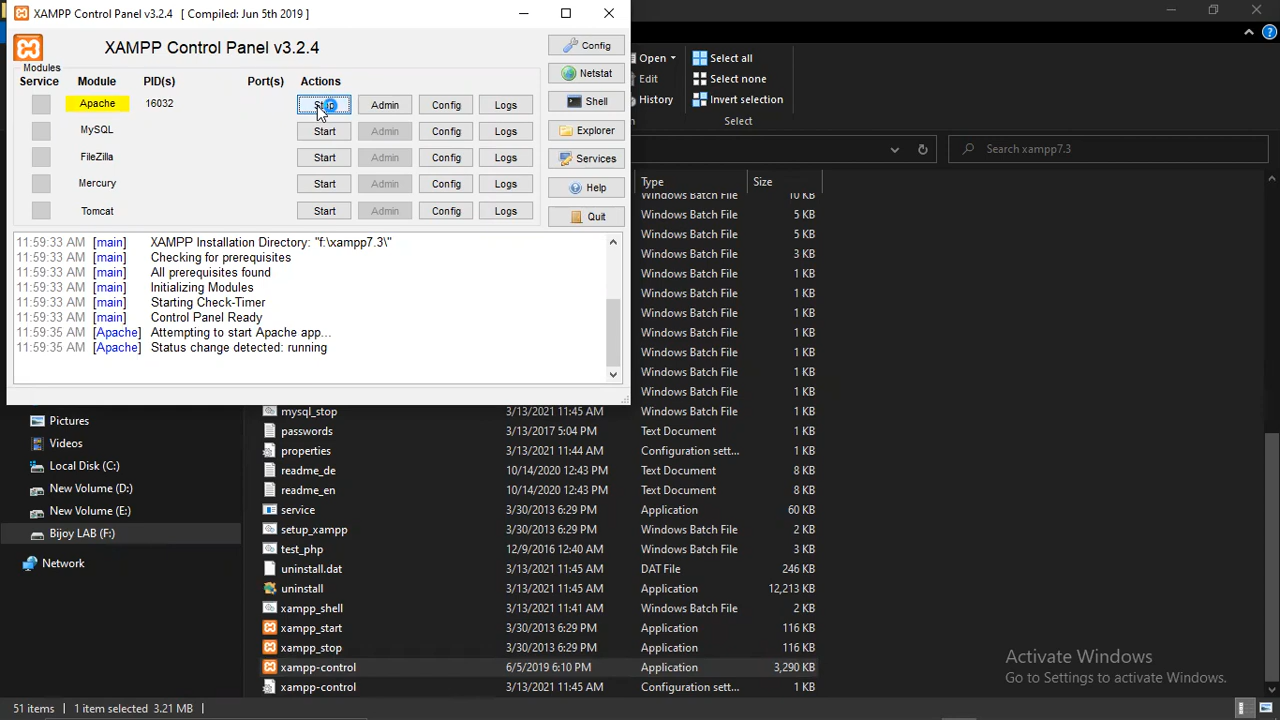 XAMPP Control Panel v3.2.4 [ Compiled: Jun 5th 2019 ]
XAMPP Control Panel v3.2.4
Modules
Service Module PID(s) Port(s) Actions
Apache 16032 Admin Config Logs
MySQL Start Admin Config Logs
FileZilla Start Admin Config Logs
Mercury Start Admin Config Logs
Tomcat Start Admin Config Logs
Config
Netstat
Shell
Explorer
Services
Help
Quit
11:59:33 AM [main] XAMPP Installation Directory: "f:\xampp7.3\"
11:59:33 AM [main] Checking for prerequisites
11:59:33 AM [main] All prerequisites found
11:59:33 AM [main] Initializing Modules
11:59:33 AM [main] Starting Check-Timer
11:59:33 AM [main] Control Panel Ready
11:59:35 AM [Apache] Attempting to start Apache app...
11:59:35 AM [Apache] Status change detected: running
Open Select all
Edit Select none
History Invert selection
Select
Search xampp7.3
Type Size
Windows Batch File 10 KB
Windows Batch File 5 KB
Windows Batch File 5 KB
Windows Batch File 3 KB
Windows Batch File 1 KB
Windows Batch File 1 KB
Windows Batch File 1 KB
Windows Batch File 1 KB
Windows Batch File 1 KB
Windows Batch File 1 KB
Windows Batch File 1 KB
Pictures
Videos
Local Disk (C:)
New Volume (D:)
New Volume (E:)
Bijoy LAB (F:)
Network
mysql_stop 3/13/2021 11:45 AM Windows Batch File 1 KB
passwords 3/13/2017 5:04 PM Text Document 1 KB
properties 3/13/2021 11:44 AM Configuration sett... 1 KB
readme_de 10/14/2020 12:43 PM Text Document 8 KB
readme_en 10/14/2020 12:43 PM Text Document 8 KB
service 3/30/2013 6:29 PM Application 60 KB
setup_xampp 3/30/2013 6:29 PM Windows Batch File 2 KB
test_php 12/9/2016 12:40 AM Windows Batch File 3 KB
uninstall.dat 3/13/2021 11:45 AM DAT File 246 KB
uninstall 3/13/2021 11:45 AM Application 12,213 KB
xampp_shell 3/13/2021 11:41 AM Windows Batch File 2 KB
xampp_start 3/30/2013 6:29 PM Application 116 KB
xampp_stop 3/30/2013 6:29 PM Application 116 KB
xampp-control 6/5/2019 6:10 PM Application 3,290 KB
xampp-control 3/13/2021 11:45 AM Configuration sett... 1 KB
Activate Windows
Go to Settings to activate Windows.
51 items 1 item selected 3.21 MB